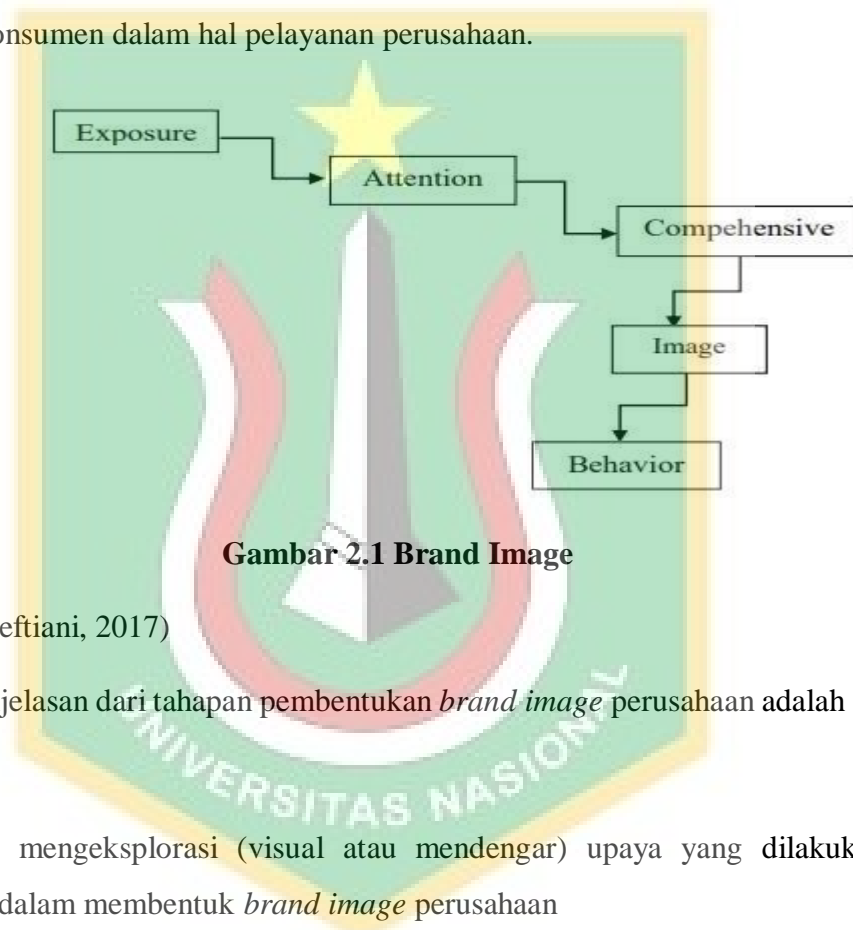 onsumen dalam hal pelayanan perusahaan.
Exposure
Attention
Compehensive
Image
Behavior
Gambar 2.1 Brand Image
eftiani, 2017)
jelasan dari tahapan pembentukan brand image perusahaan adalah
mengeksplorasi (visual atau mendengar) upaya yang dilakuk
dalam membentuk brand image perusahaan
UNIVERSITAS NASIONAL